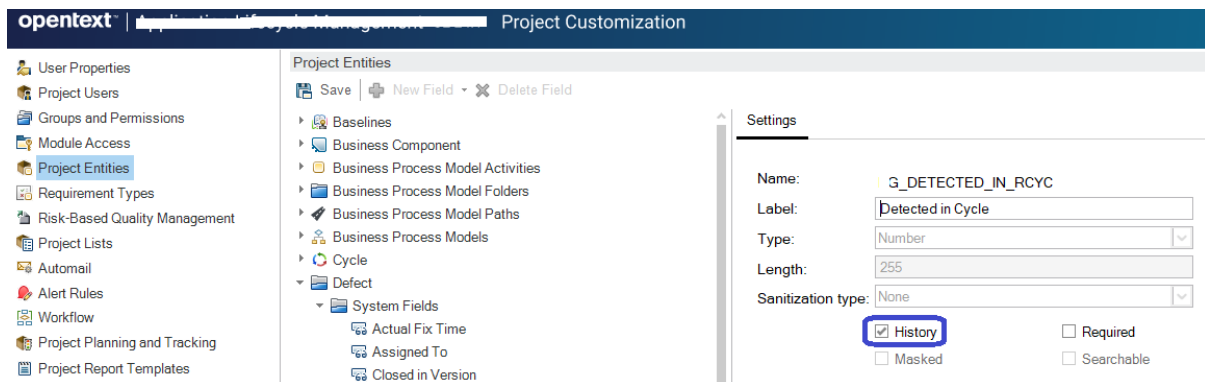 opentext™ | Project Customization
User Properties
Project Users
Groups and Permissions
Module Access
Project Entities
Requirement Types
Risk-Based Quality Management
Project Lists
Automail
Alert Rules
Workflow
Project Planning and Tracking
Project Report Templates
Project Entities
Save New Field Delete Field
Baselines
Business Component
Business Process Model Activities
Business Process Model Folders
Business Process Model Paths
Business Process Models
Cycle
Defect
System Fields
Actual Fix Time
Assigned To
Closed in Version
Settings
Name: G_DETECTED_IN_RCYC
Label: Detected in Cycle
Type: Number
Length: 255
Sanitization type: None
History Required
Masked Searchable